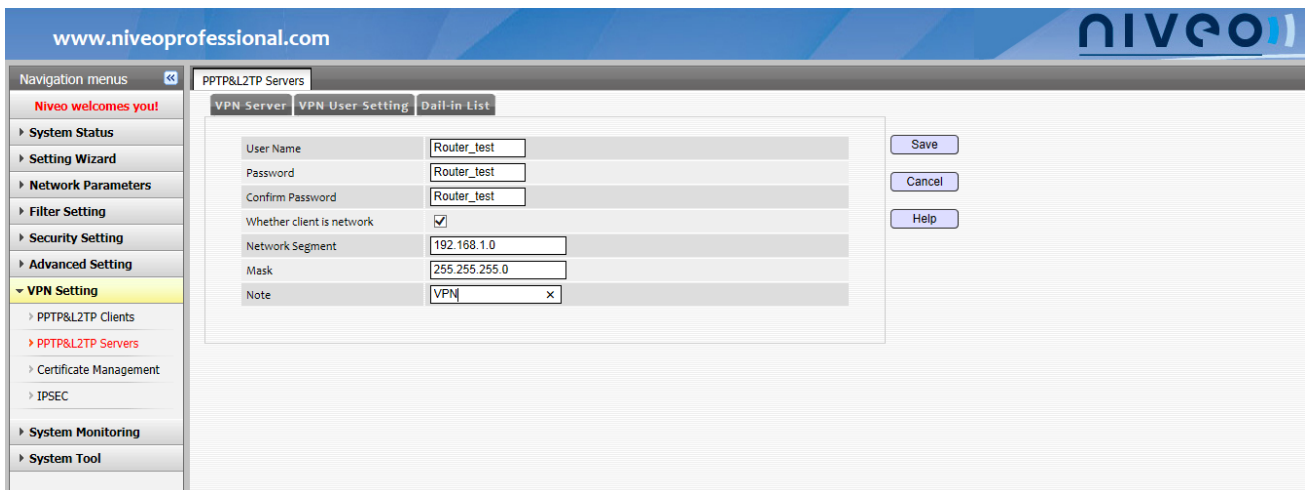 www.niveoprofessional.com
niveo
Navigation menus
PPTP&L2TP Servers
Niveo welcomes you!
VPN Server VPN User Setting Dail-in List
System Status
Setting Wizard
Network Parameters
Filter Setting
Security Setting
Advanced Setting
VPN Setting
PPTP&L2TP Clients
PPTP&L2TP Servers
Certificate Management
IPSEC
System Monitoring
System Tool
User Name Router_test
Password Router_test
Confirm Password Router_test
Whether client is network
Network Segment 192.168.1.0
Mask 255.255.255.0
Note VPN
Save
Cancel
Help